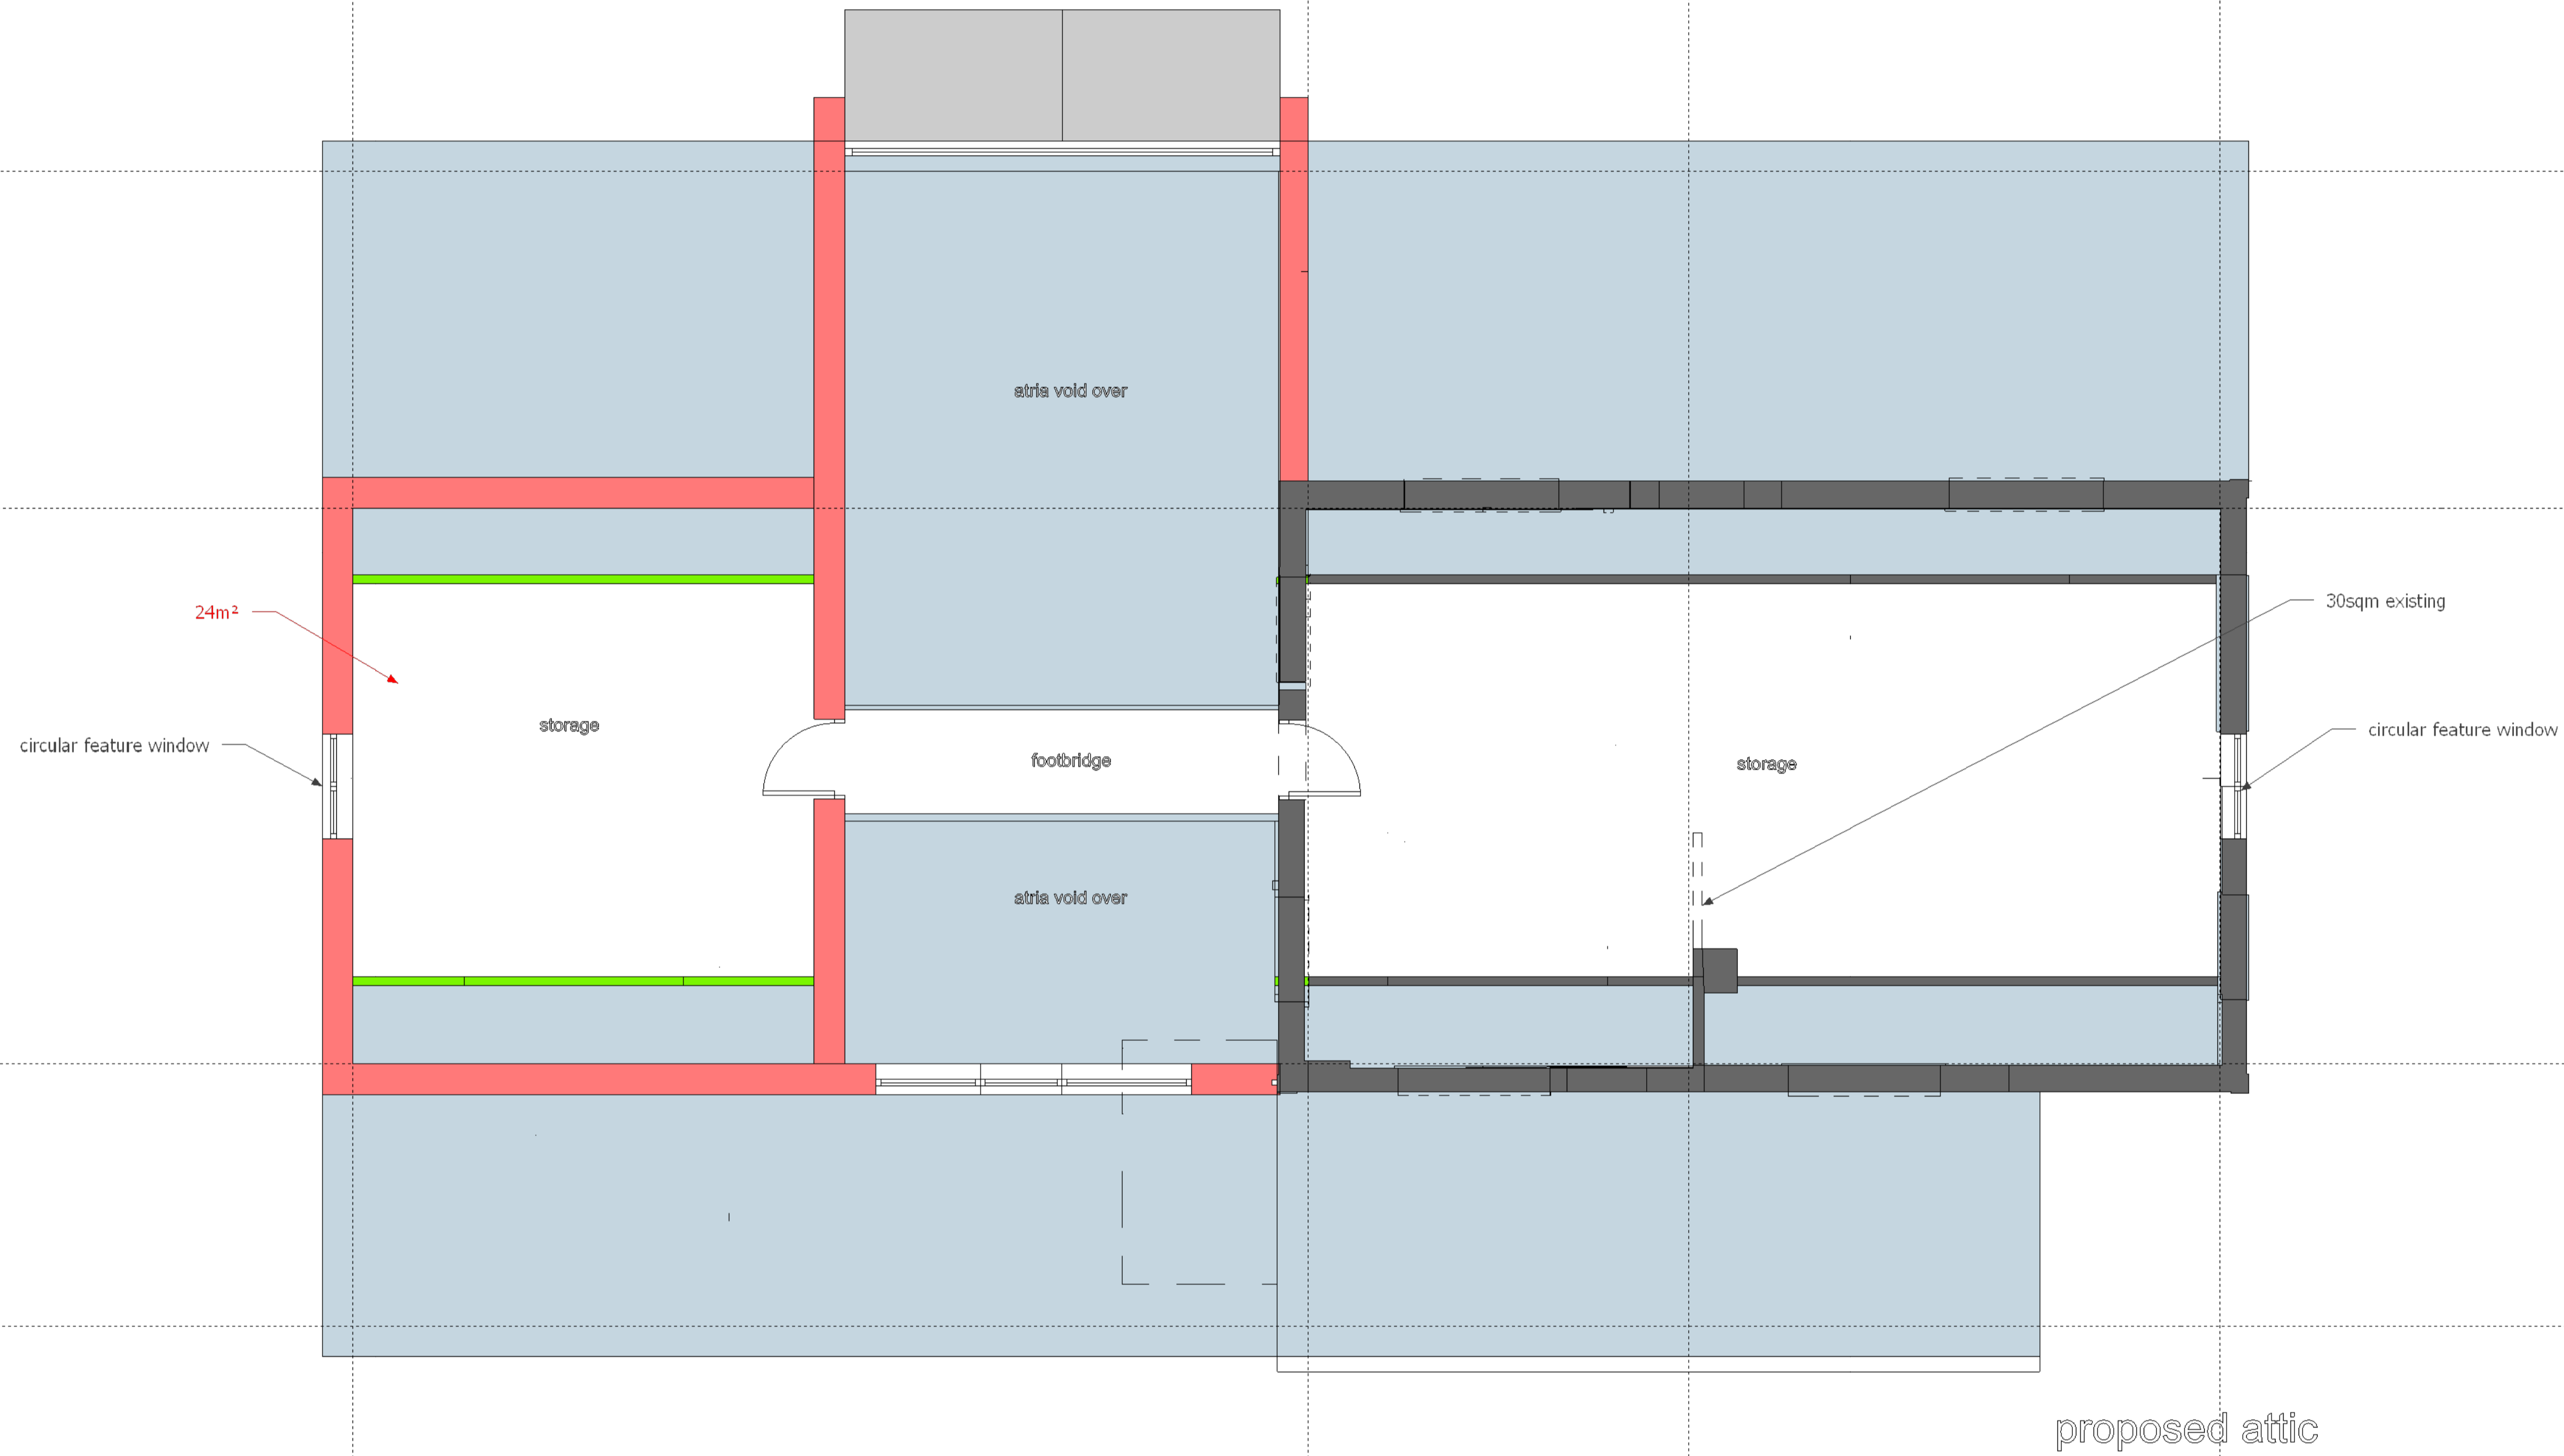 atria void over
30sqm existing
24m²
storage
circular feature window
circular feature window
footbridge
storage
atria void over
proposed attic